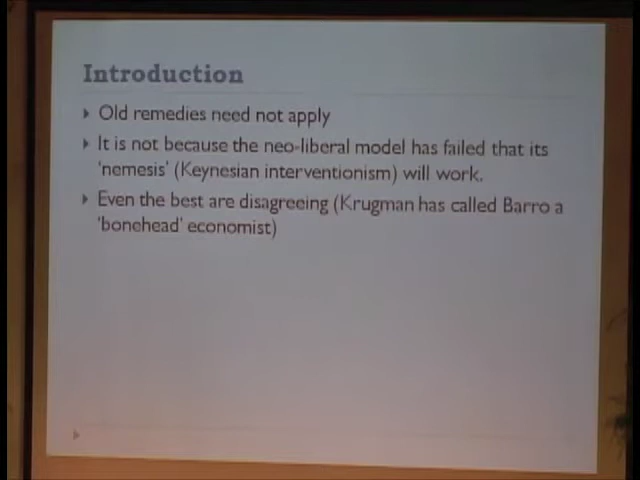 Introduction
Old remedies need not apply
It is not because the neo-liberal model has failed that its
'nemesis' (Keynesian interventionism) will work.
Even the best are disagreeing (Krugman has called Barro a
'bonehead' economist)